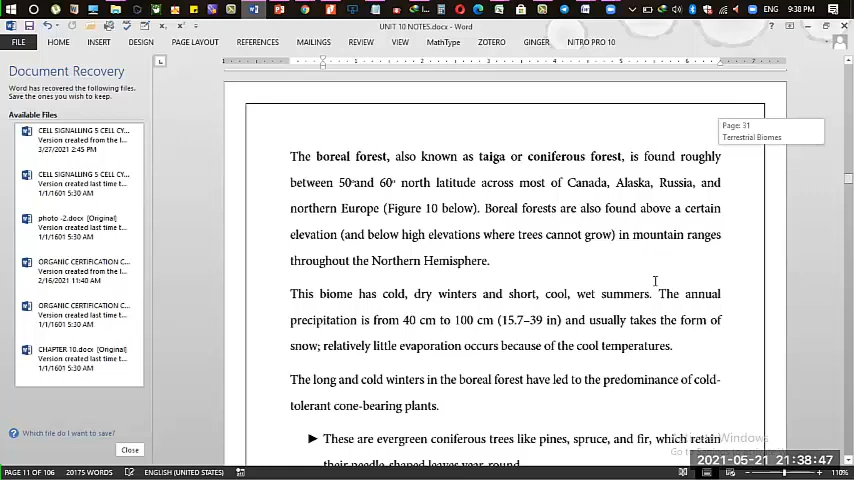 ENG 9:38 PM
UNIT 10 NOTES.docx - Word
FILE HOME INSERT DESIGN PAGE LAYOUT REFERENCES MAILINGS REVIEW VIEW MathType ZOTERO GINGER NITRO PRO 10
Document Recovery
Word has recovered the following files.
Save the ones you wish to keep.
Available Files
CELL SIGNALLING 5 CELL CY...
Version created from the l...
3/27/2021 2:45 PM
CELL SIGNALLING 5 CELL CY...
Version created last time t...
1/1/1601 5:30 AM
photo -2.docx [Original]
Version created last time t...
1/1/1601 5:30 AM
ORGANIC CERTIFICATION C...
Version created from the l...
2/16/2021 11:40 AM
ORGANIC CERTIFICATION C...
Version created last time t...
1/1/1601 5:30 AM
CHAPTER 10.docx [Original]
Version created last time t...
1/1/1601 5:30 AM
Which file do I want to save?
Close
Page: 31
Terrestrial Biomes
The boreal forest, also known as taiga or coniferous forest, is found roughly
between 50° and 60° north latitude across most of Canada, Alaska, Russia, and
northern Europe (Figure 10 below). Boreal forests are also found above a certain
elevation (and below high elevations where trees cannot grow) in mountain ranges
throughout the Northern Hemisphere.
This biome has cold, dry winters and short, cool, wet summers. The annual
precipitation is from 40 cm to 100 cm (15.7–39 in) and usually takes the form of
snow; relatively little evaporation occurs because of the cool temperatures.
The long and cold winters in the boreal forest have led to the predominance of cold-
tolerant cone-bearing plants.
► These are evergreen coniferous trees like pines, spruce, and fir, which retain
their needle-shaped leaves year-round.
PAGE 11 OF 106 20175 WORDS ENGLISH (UNITED STATES) 110%
2021-05-21 21:38:47